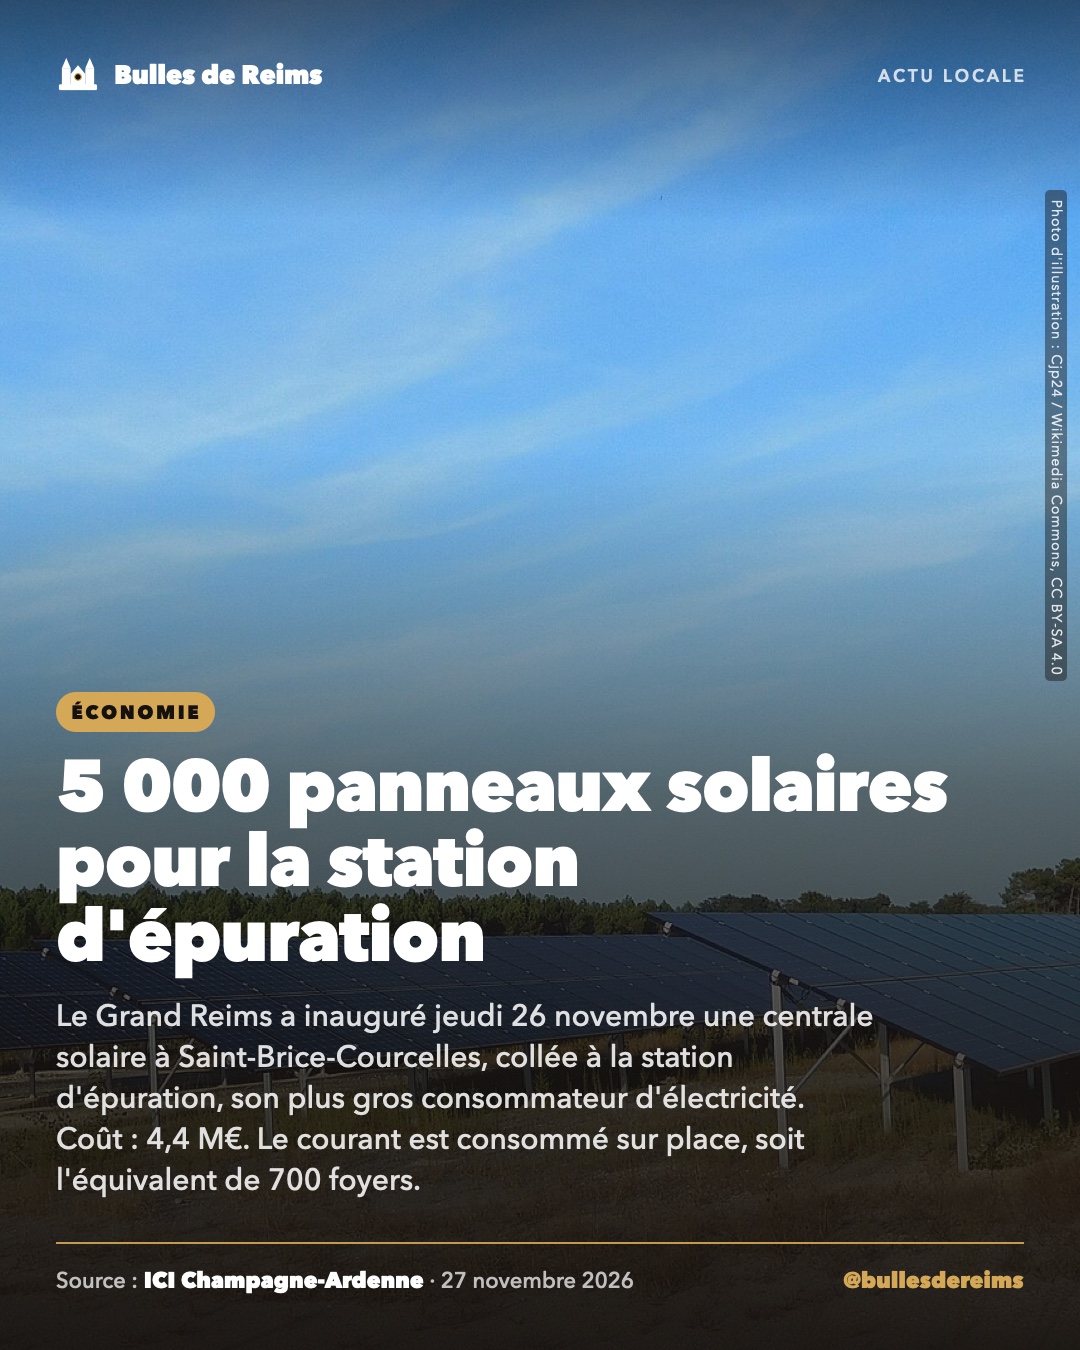 Bulles de Reims
ACTU LOCALE
Photo d'illustration : Cjp24 / Wikimedia Commons, CC BY-SA 4.0
ÉCONOMIE
5 000 panneaux solaires
pour la station
d'épuration
Le Grand Reims a inauguré jeudi 26 novembre une centrale
solaire à Saint-Brice-Courcelles, collée à la station
d'épuration, son plus gros consommateur d'électricité.
Coût : 4,4 M€. Le courant est consommé sur place, soit
l'équivalent de 700 foyers.
Source : ICI Champagne-Ardenne · 27 novembre 2026
@bullesdereims